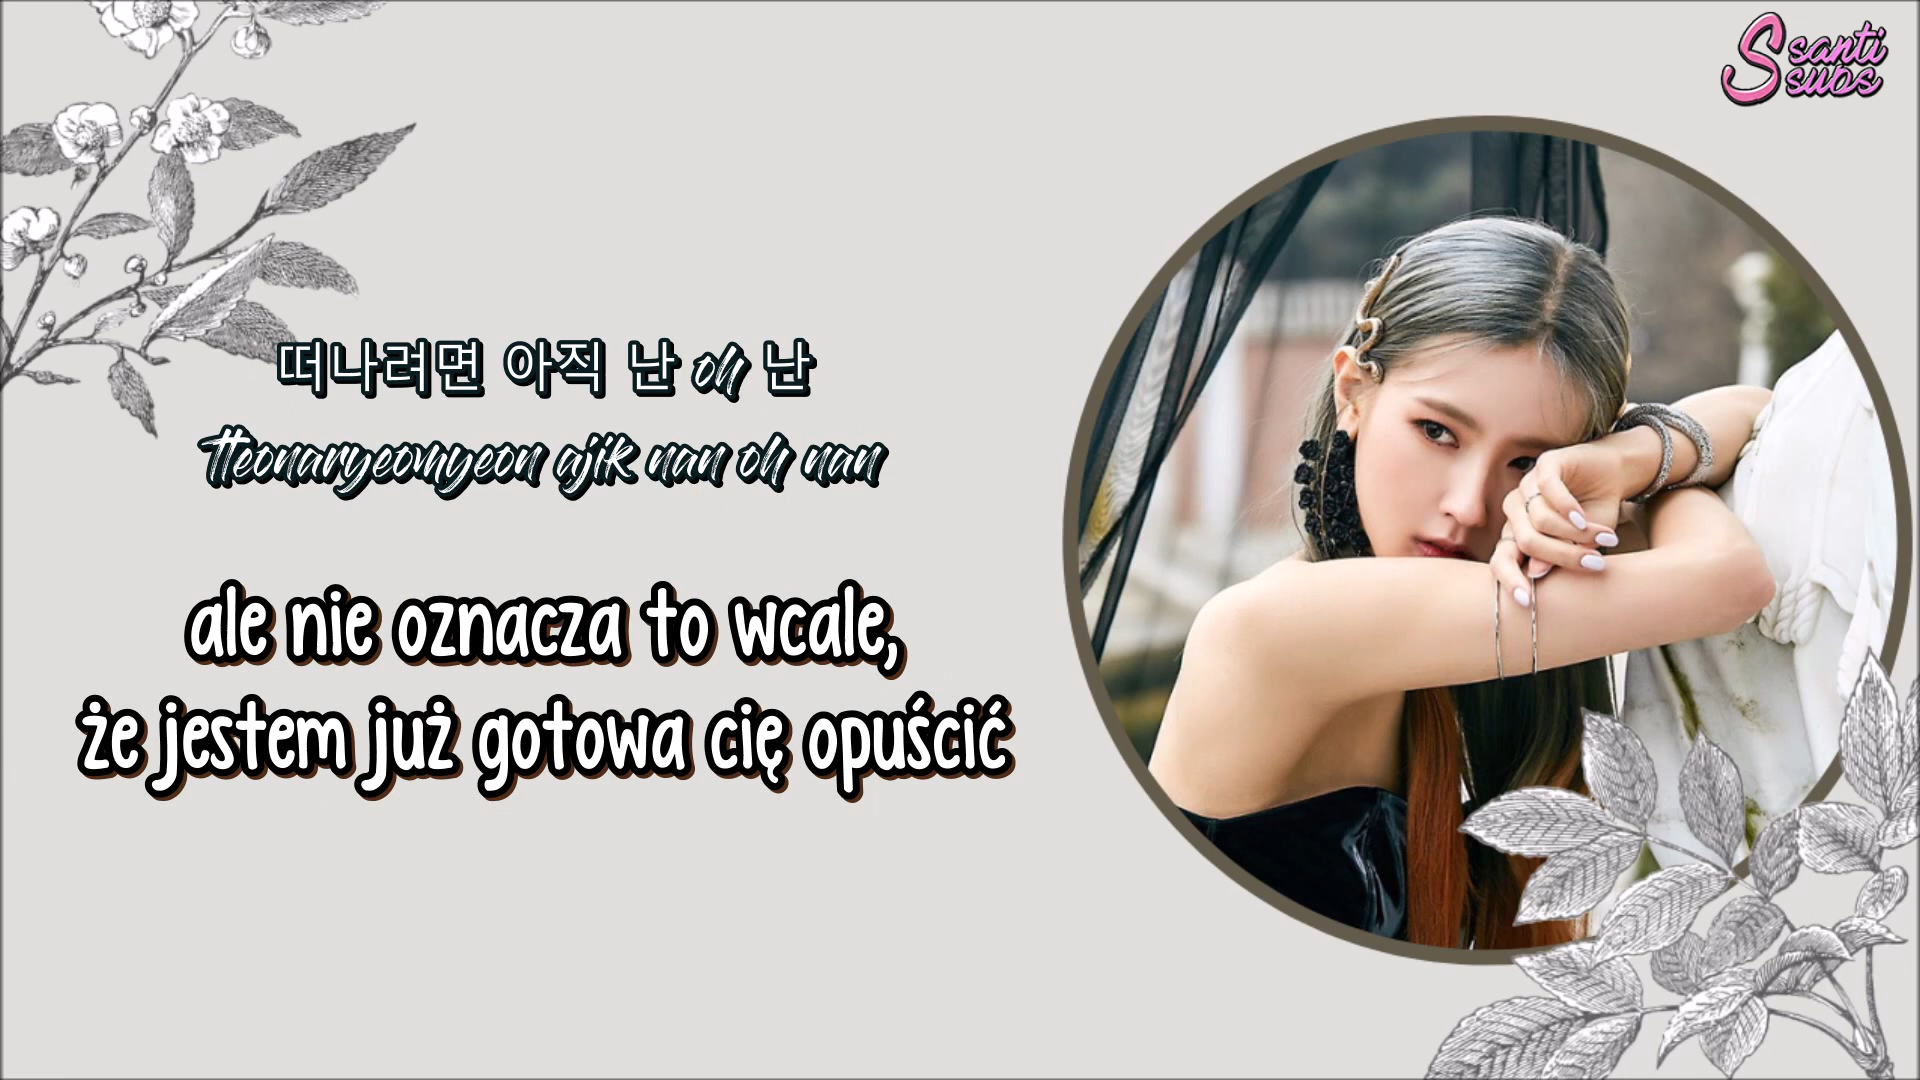 Ssanti
subs
떠나려면 아직 난 oh 난
tteonaryeomyeon ajik nan oh nan
ale nie oznacza to wcale,
że jestem już gotowa cię opuścić